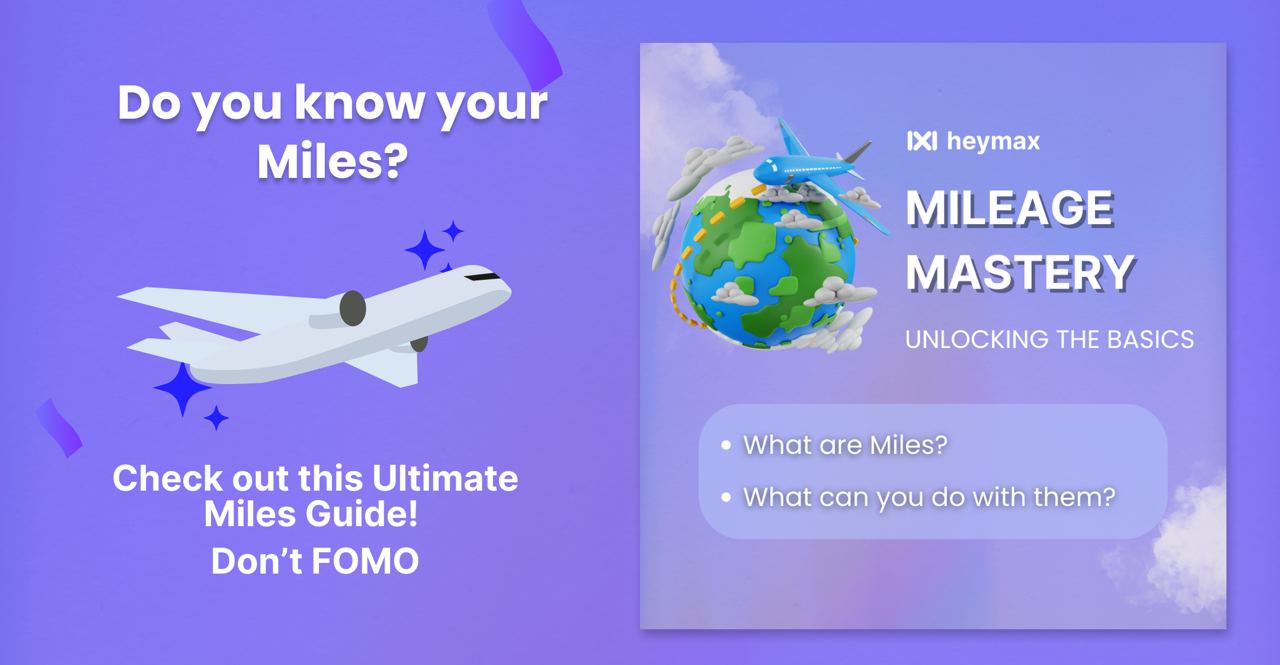 Do you know your
Miles?
Check out this Ultimate
Miles Guide!
Don’t FOMO
heymax
MILEAGE
MASTERY
UNLOCKING THE BASICS
• What are Miles?
• What can you do with them?